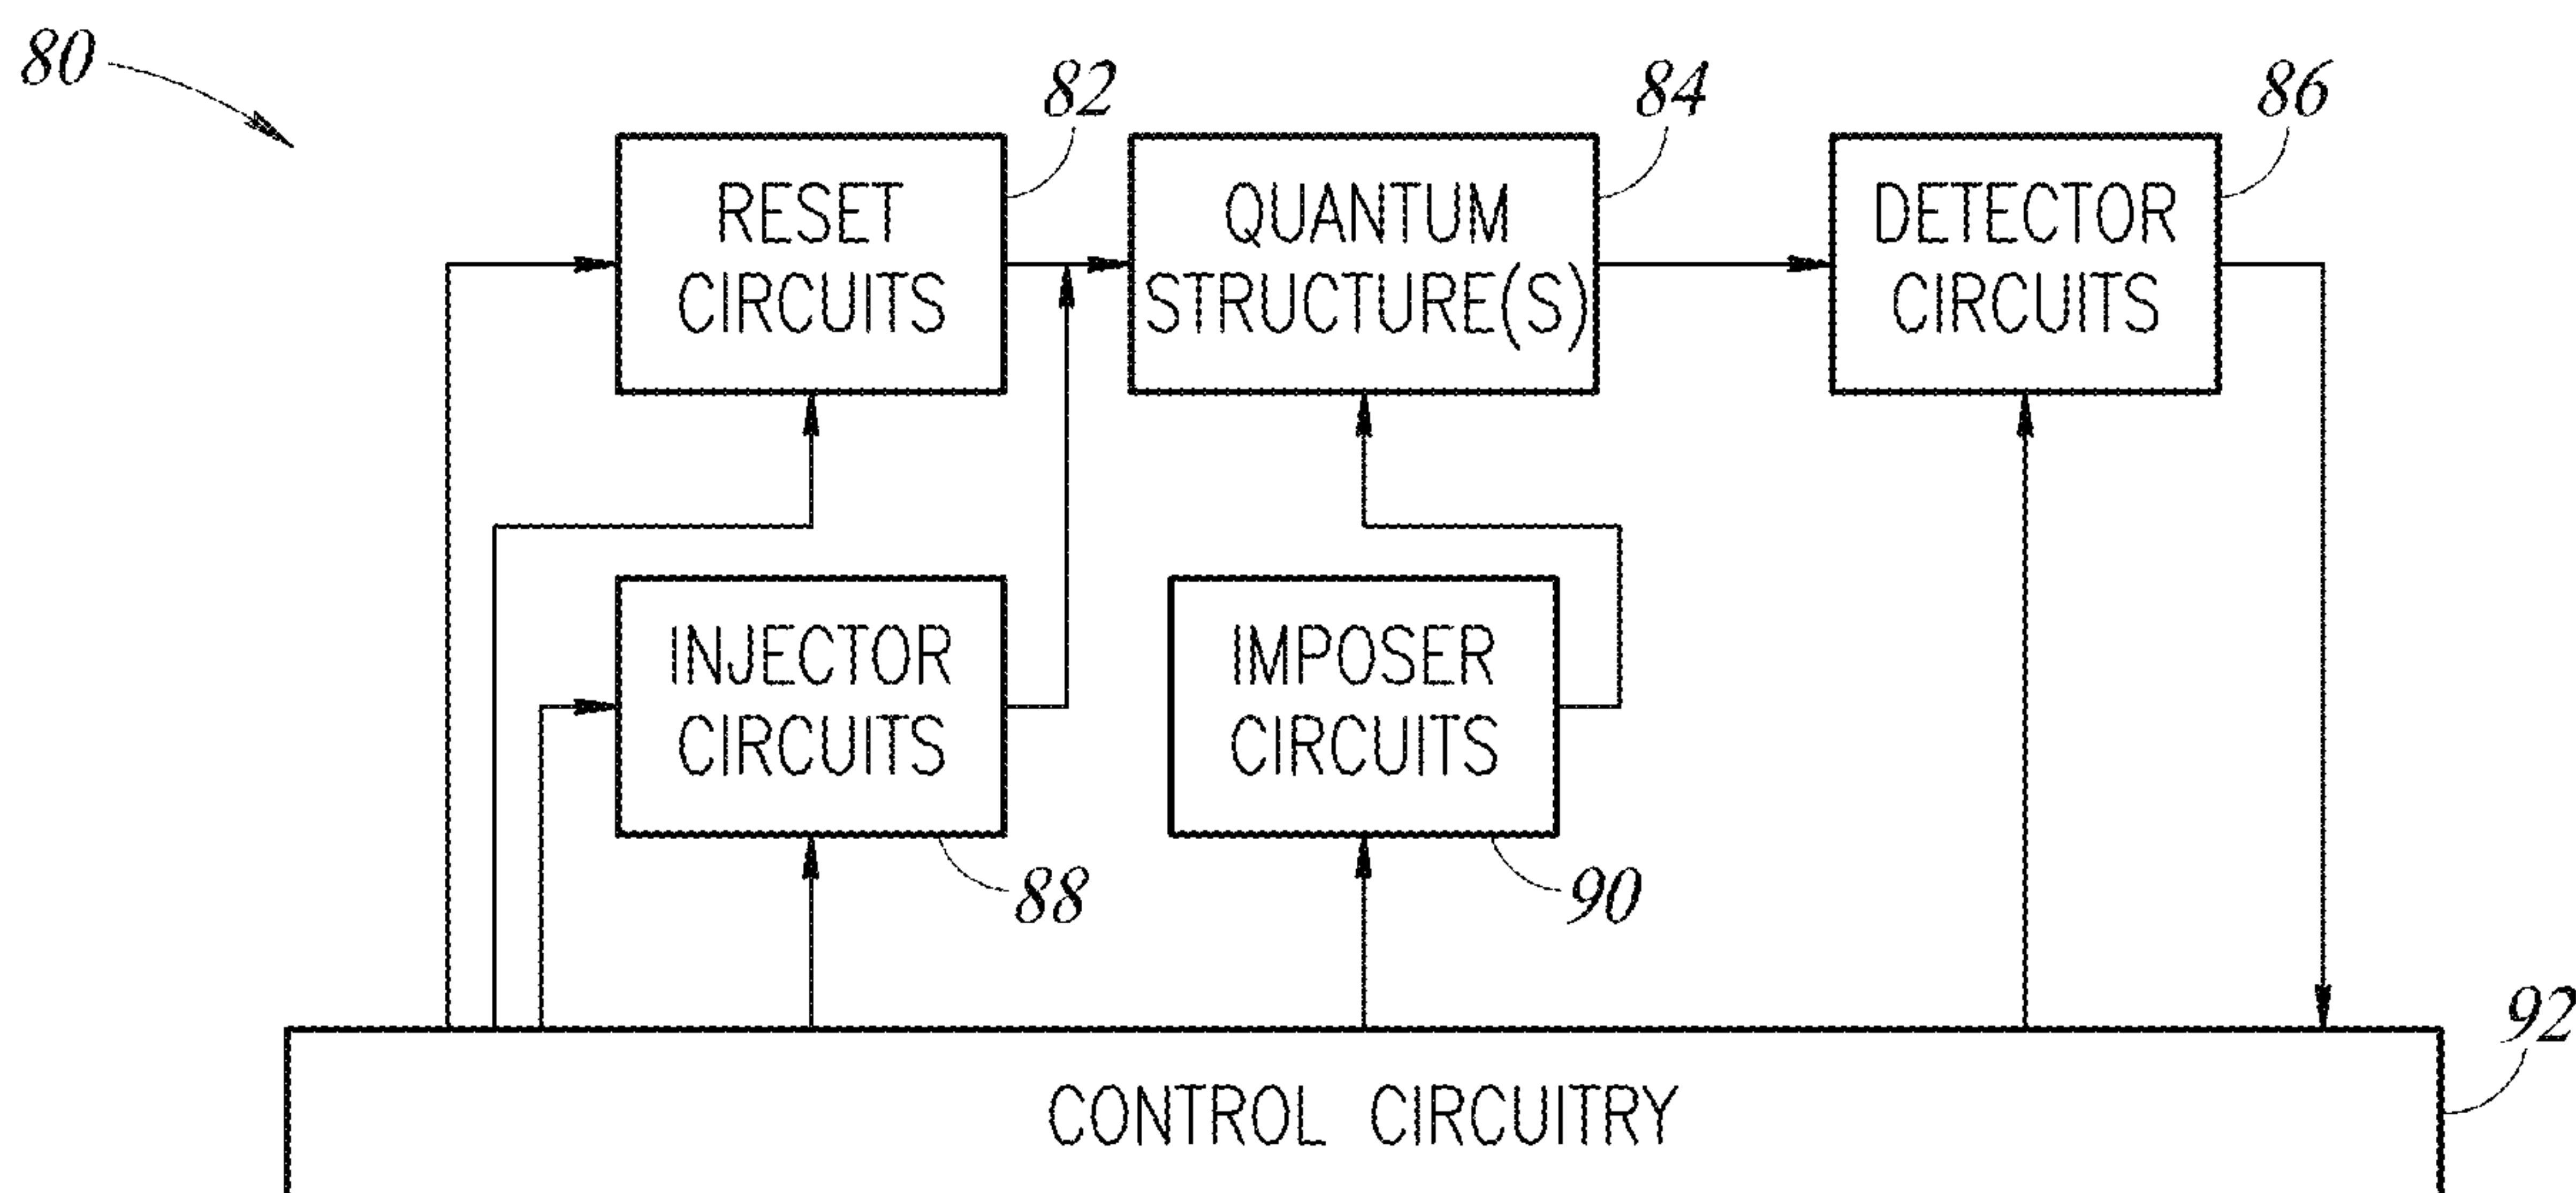 80
82
84
86
RESET
CIRCUITS
QUANTUM
STRUCTURE(S)
DETECTOR
CIRCUITS
INJECTOR
CIRCUITS
IMPOSER
CIRCUITS
88
90
92
CONTROL CIRCUITRY